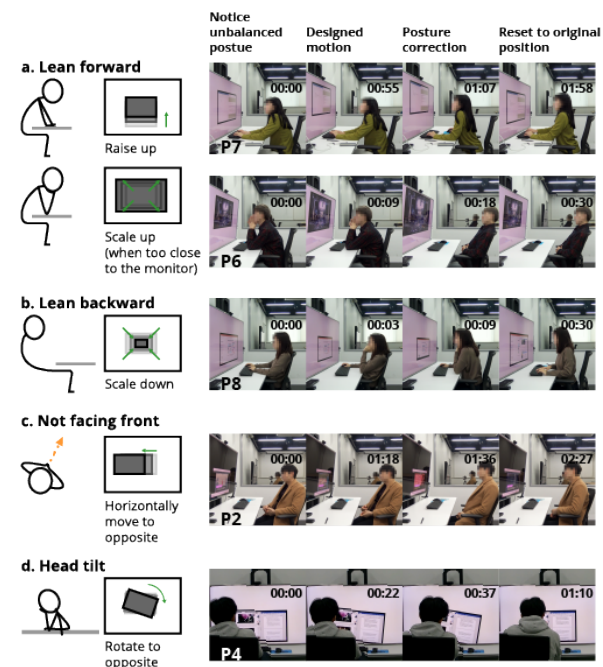 Notice unbalanced postue
Designed motion
Posture correction
Reset to original position
a. Lean forward
Raise up
00:00
00:55
01:07
01:58
P7
Scale up
(when too close
to the monitor)
00:00
00:09
00:18
00:30
P6
b. Lean backward
Scale down
00:00
00:03
00:09
00:30
P8
c. Not facing front
Horizontally
move to
opposite
00:00
01:18
01:36
02:27
P2
d. Head tilt
Rotate to
opposite
00:00
00:22
00:37
01:10
P4